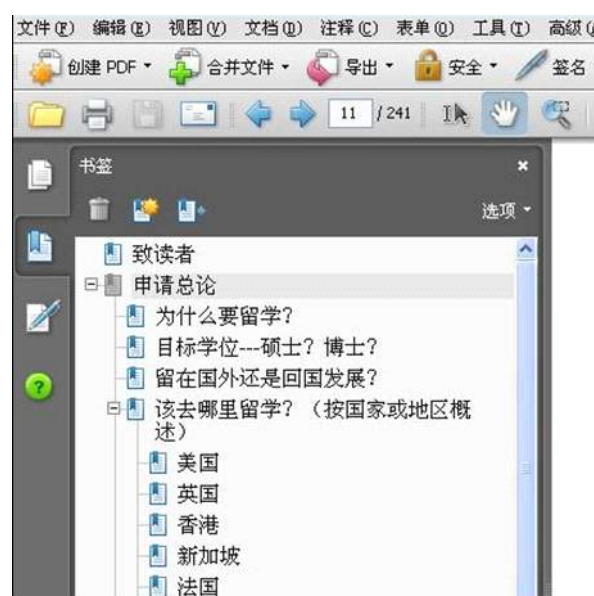 文件(F) 编辑(E) 视图(V) 文档(D) 注释(C) 表单(O) 工具(T) 高级(
创建 PDF 合并文件 导出 安全 签名
11 / 241
书签
选项
致读者
申请总论
为什么要留学?
目标学位---硕士? 博士?
留在国外还是回国发展?
该去哪里留学? (按国家或地区概
述)
美国
英国
香港
新加坡
法国